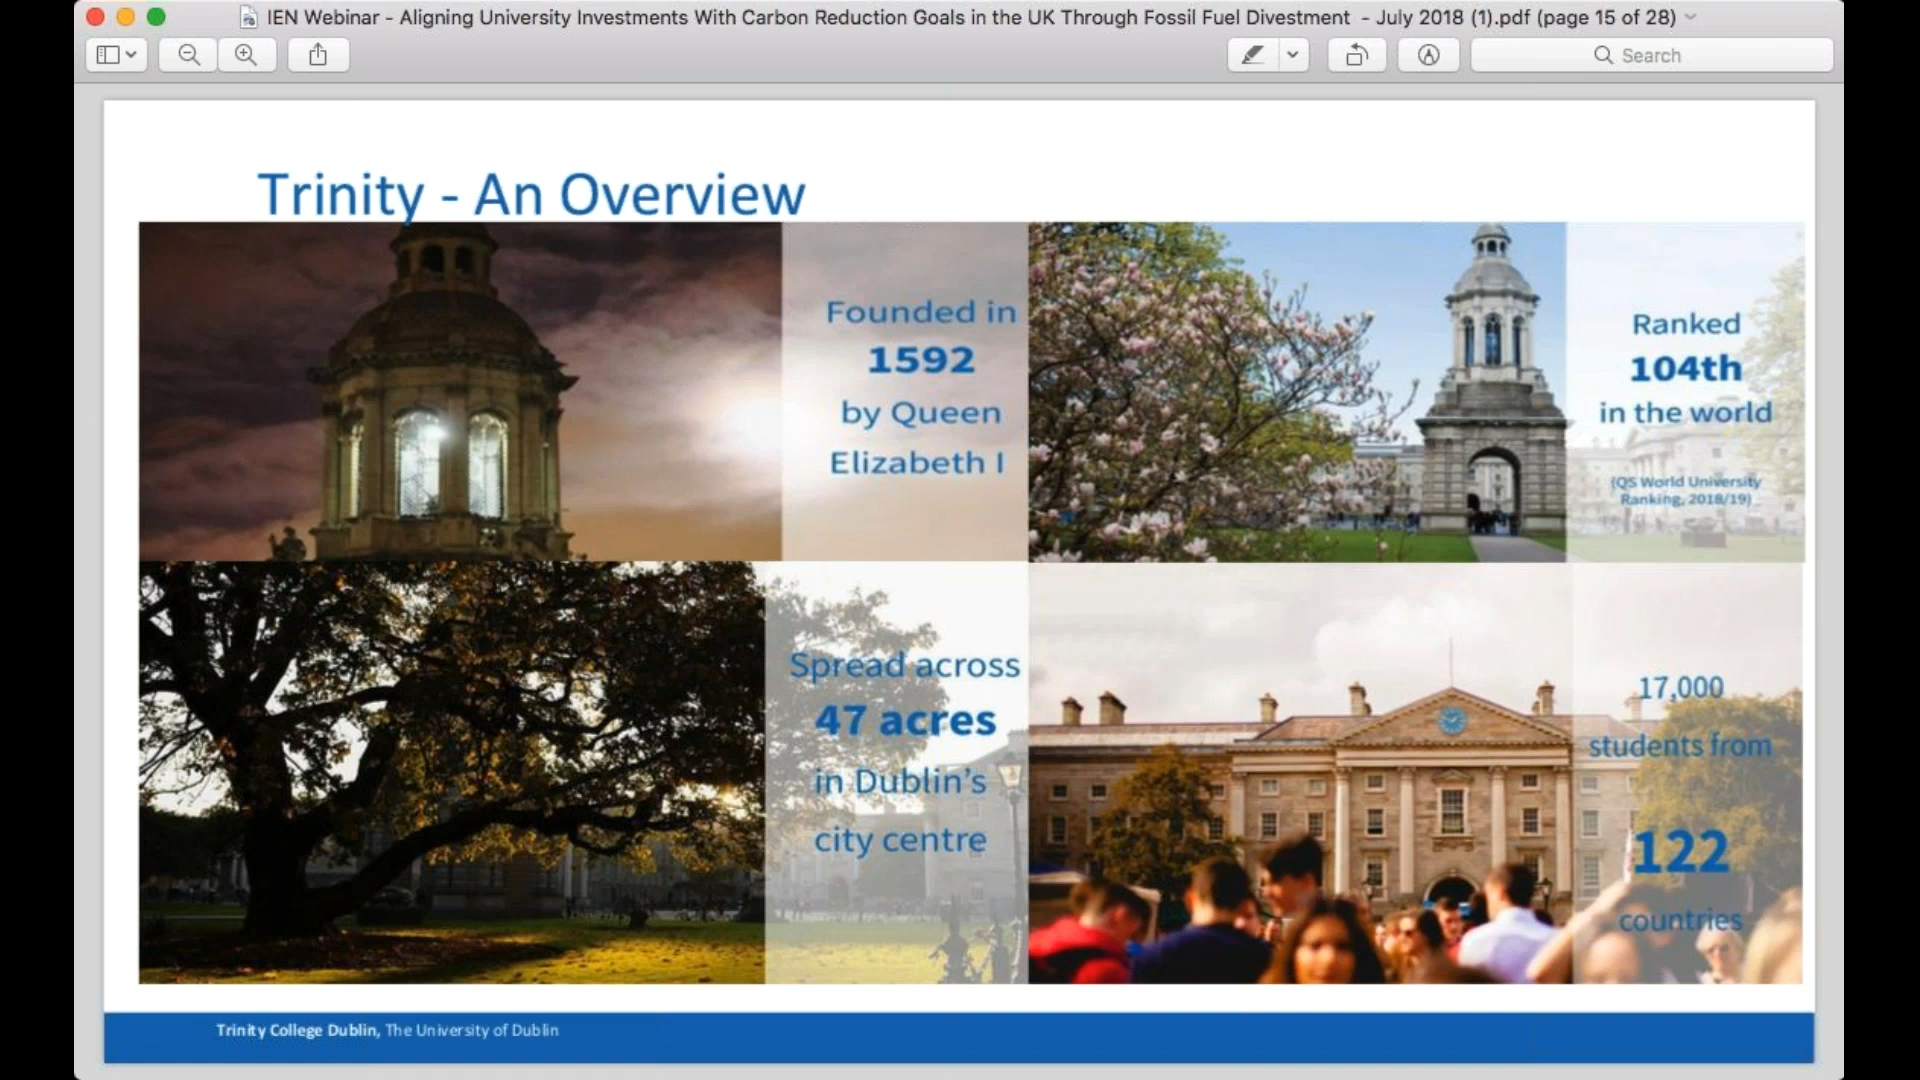 IEN Webinar - Aligning University Investments With Carbon Reduction Goals in the UK Through Fossil Fuel Divestment - July 2018 (1).pdf (page 15 of 28)
Search
Trinity - An Overview
Founded in
1592
by Queen
Elizabeth I
Ranked
104th
in the world
(QS World University
Ranking, 2018/19)
Spread across
47 acres
in Dublin's
city centre
17,000
students from
122
countries
Trinity College Dublin, The University of Dublin